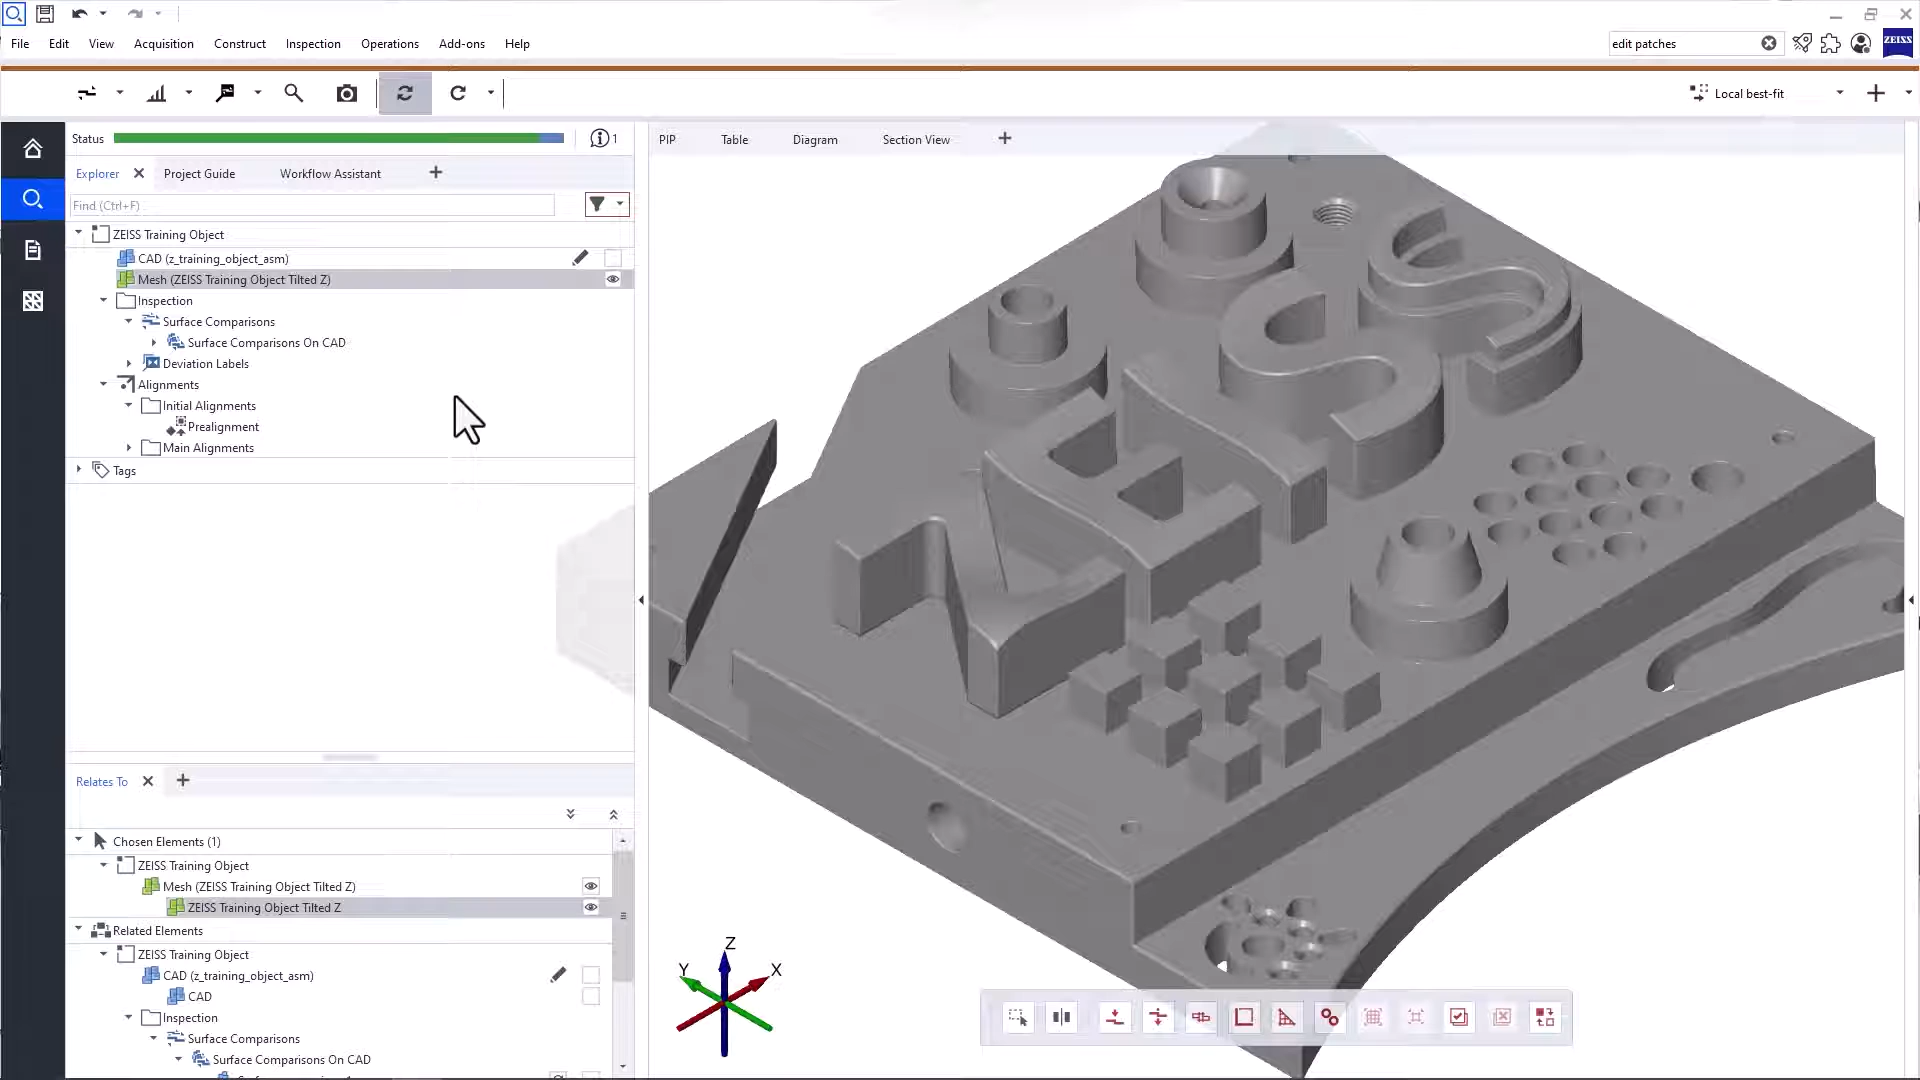 File Edit View Acquisition Construct Inspection Operations Add-ons Help
edit patches
ZEISS
Local best-fit
Status
1
PIP Table Diagram Section View
Explorer Project Guide Workflow Assistant
Find (Ctrl+F)
ZEISS Training Object
CAD (z_training_object_asm)
Mesh (ZEISS Training Object Tilted Z)
Inspection
Surface Comparisons
Surface Comparisons On CAD
Deviation Labels
Alignments
Initial Alignments
Prealignment
Main Alignments
Tags
ZEISS
Relates To
Chosen Elements (1)
ZEISS Training Object
Mesh (ZEISS Training Object Tilted Z)
ZEISS Training Object Tilted Z
Related Elements
ZEISS Training Object
CAD (z_training_object_asm)
CAD
Inspection
Surface Comparisons
Surface Comparisons On CAD
Z
Y
X